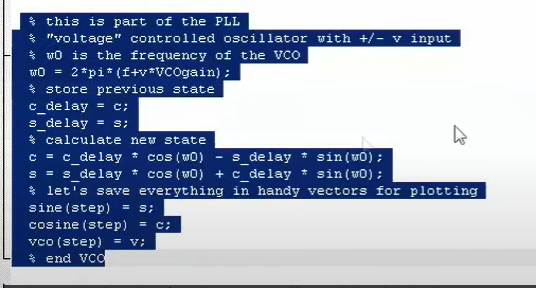 % this is part of the PLL
% "voltage" controlled oscillator with +/- v input
% w0 is the frequency of the VCO
w0 = 2*pi*(f+v*VCOgain);
% store previous state
c_delay = c;
s_delay = s;
% calculate new state
c = c_delay * cos(w0) - s_delay * sin(w0);
s = s_delay * cos(w0) + c_delay * sin(w0);
% let's save everything in handy vectors for plotting
sine(step) = s;
cosine(step) = c;
vco(step) = v;
% end VCO